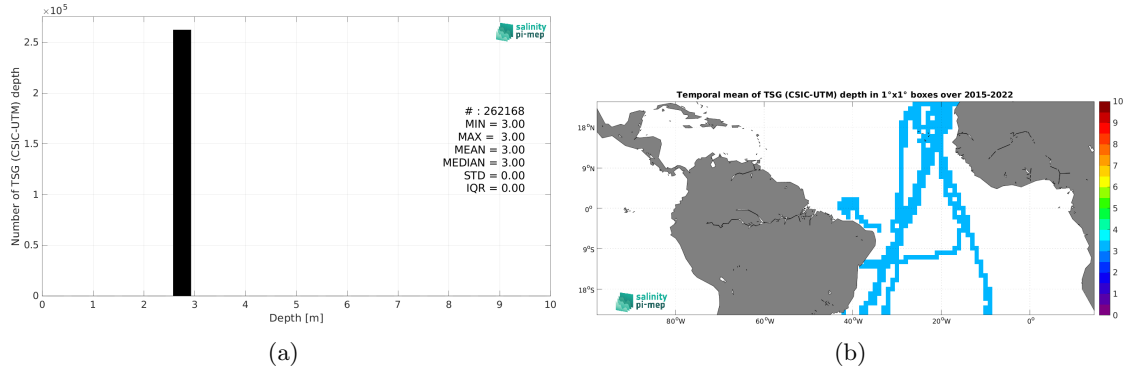 ×10⁵
2.5
2
1.5
1
0.5
0
Number of TSG (CSIC-UTM) depth
salinity
pi-mep
# : 262168
MIN = 3.00
MAX = 3.00
MEAN = 3.00
MEDIAN = 3.00
STD = 0.00
IQR = 0.00
0 1 2 3 4 5 6 7 8 9 10
Depth [m]
(a)
Temporal mean of TSG (CSIC-UTM) depth in 1°x1° boxes over 2015-2022
18°N
9°N
0°
9°S
18°S
salinity
pi-mep
80°W 60°W 40°W 20°W 0°
10
9
8
7
6
5
4
3
2
1
0
(b)